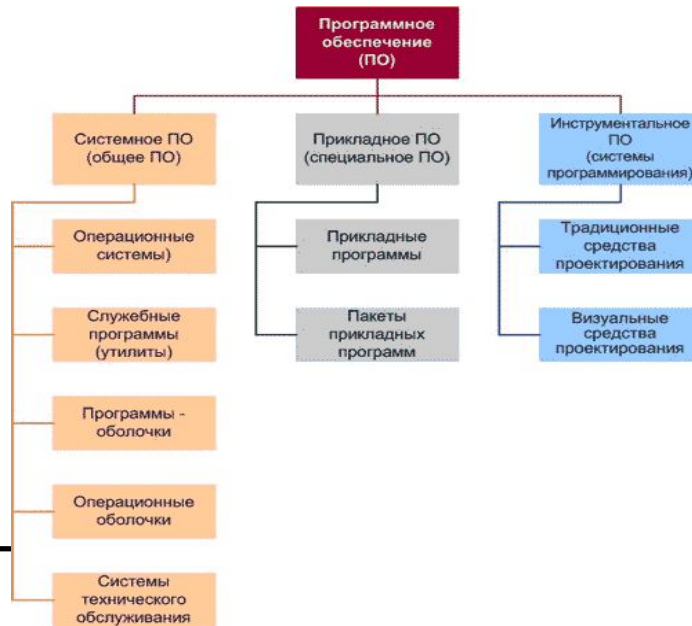 Программное
обеспечение
(ПО)
Системное ПО
(общее ПО)
Прикладное ПО
(специальное ПО)
Инструментальное
ПО
(системы
программирования)
Операционные
системы)
Прикладные
программы
Традиционные
средства
проектирования
Служебные
программы
(утилиты)
Пакеты
прикладных
программ
Визуальные
средства
проектирования
Программы -
оболочки
Операционные
оболочки
Системы
технического
обслуживания